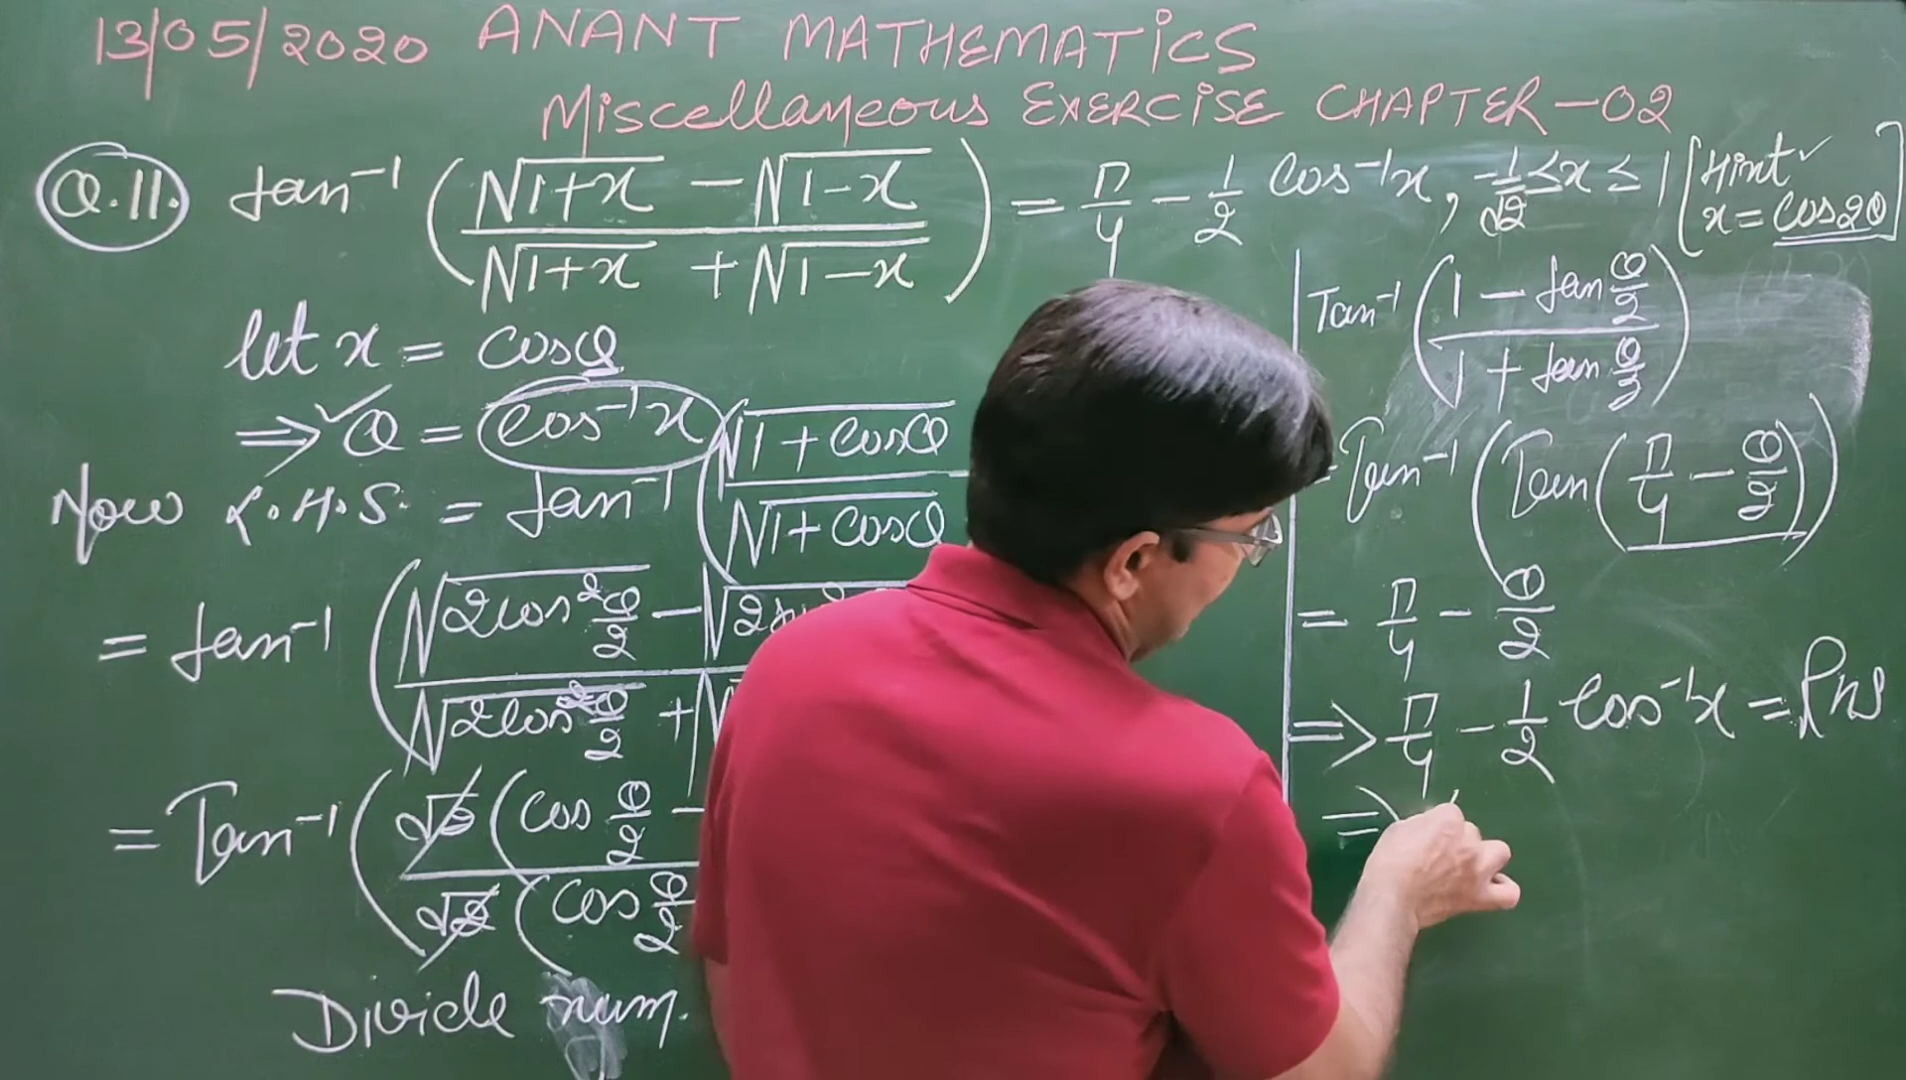 13/05/2020 ANANT MATHEMATICS
Miscellaneous EXERCISE CHAPTER-02
Q.11. tan⁻¹ ((√1+x - √1-x)/(√1+x + √1-x)) = π/4 - 1/2 cos⁻¹x, -1/√2 ≤ x ≤ 1 [Hint x = cos2θ]
let x = cosθ
⇒ θ = cos⁻¹x
Now L.H.S. = tan⁻¹ (√1+cosθ / √1+cosθ
= tan⁻¹ (√2cos²θ/2 - √2sin² / √2cos²θ/2 + √
= Tan⁻¹ (√2 (cos θ/2 - / √2 (cos θ/2
Divide num.
Tan⁻¹ ((1 - tan θ/2)/(1 + tan θ/2))
= Tan⁻¹ (Tan (π/4 - θ/2))
= π/4 - θ/2
⇒ π/4 - 1/2 cos⁻¹x = RHS
⇒